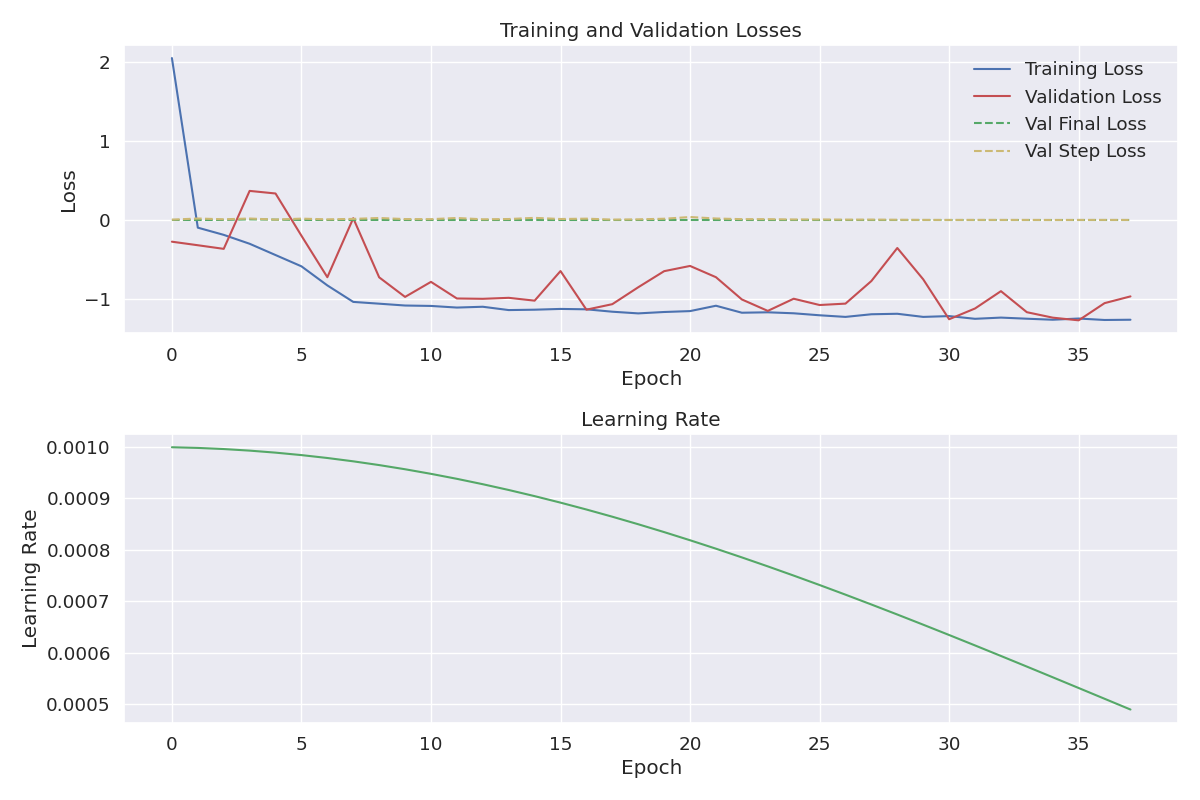 Training and Validation Losses
Loss
2
1
0
−1
Training Loss
Validation Loss
Val Final Loss
Val Step Loss
0 5 10 15 20 25 30 35
Epoch
Learning Rate
Learning Rate
0.0010
0.0009
0.0008
0.0007
0.0006
0.0005
0 5 10 15 20 25 30 35
Epoch